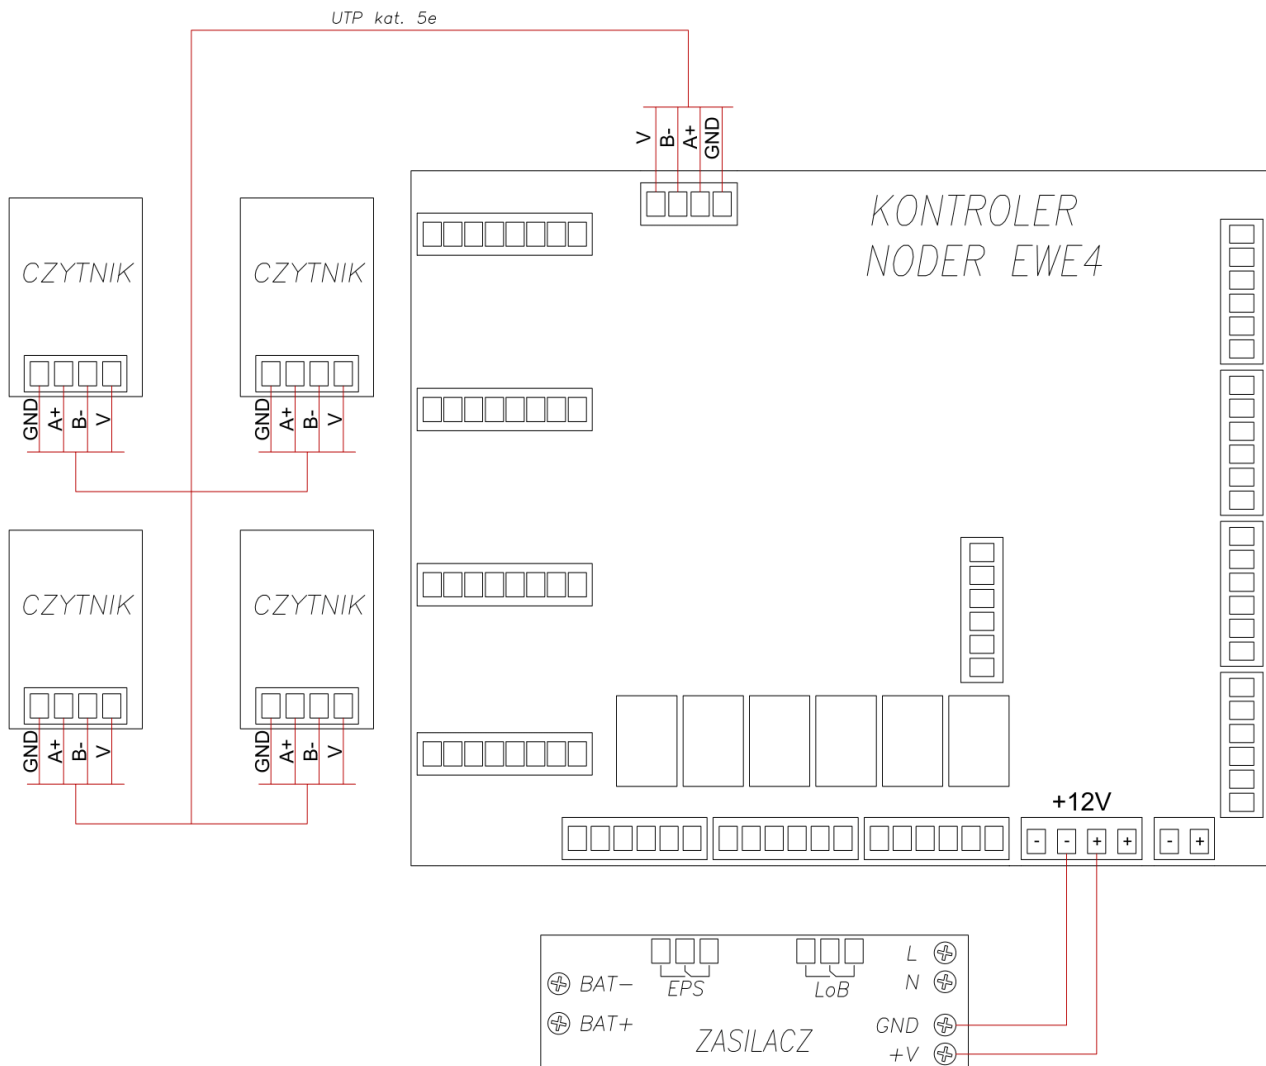 UTP kat. 5e
V
B-
A+
GND
KONTROLER
NODER EWE4
CZYTNIK
GND
A+
B-
V
CZYTNIK
GND
A+
B-
V
CZYTNIK
GND
A+
B-
V
CZYTNIK
GND
A+
B-
V
+12V
- - + +
- +
BAT-
BAT+
EPS
LoB
L
N
GND
+V
ZASILACZ